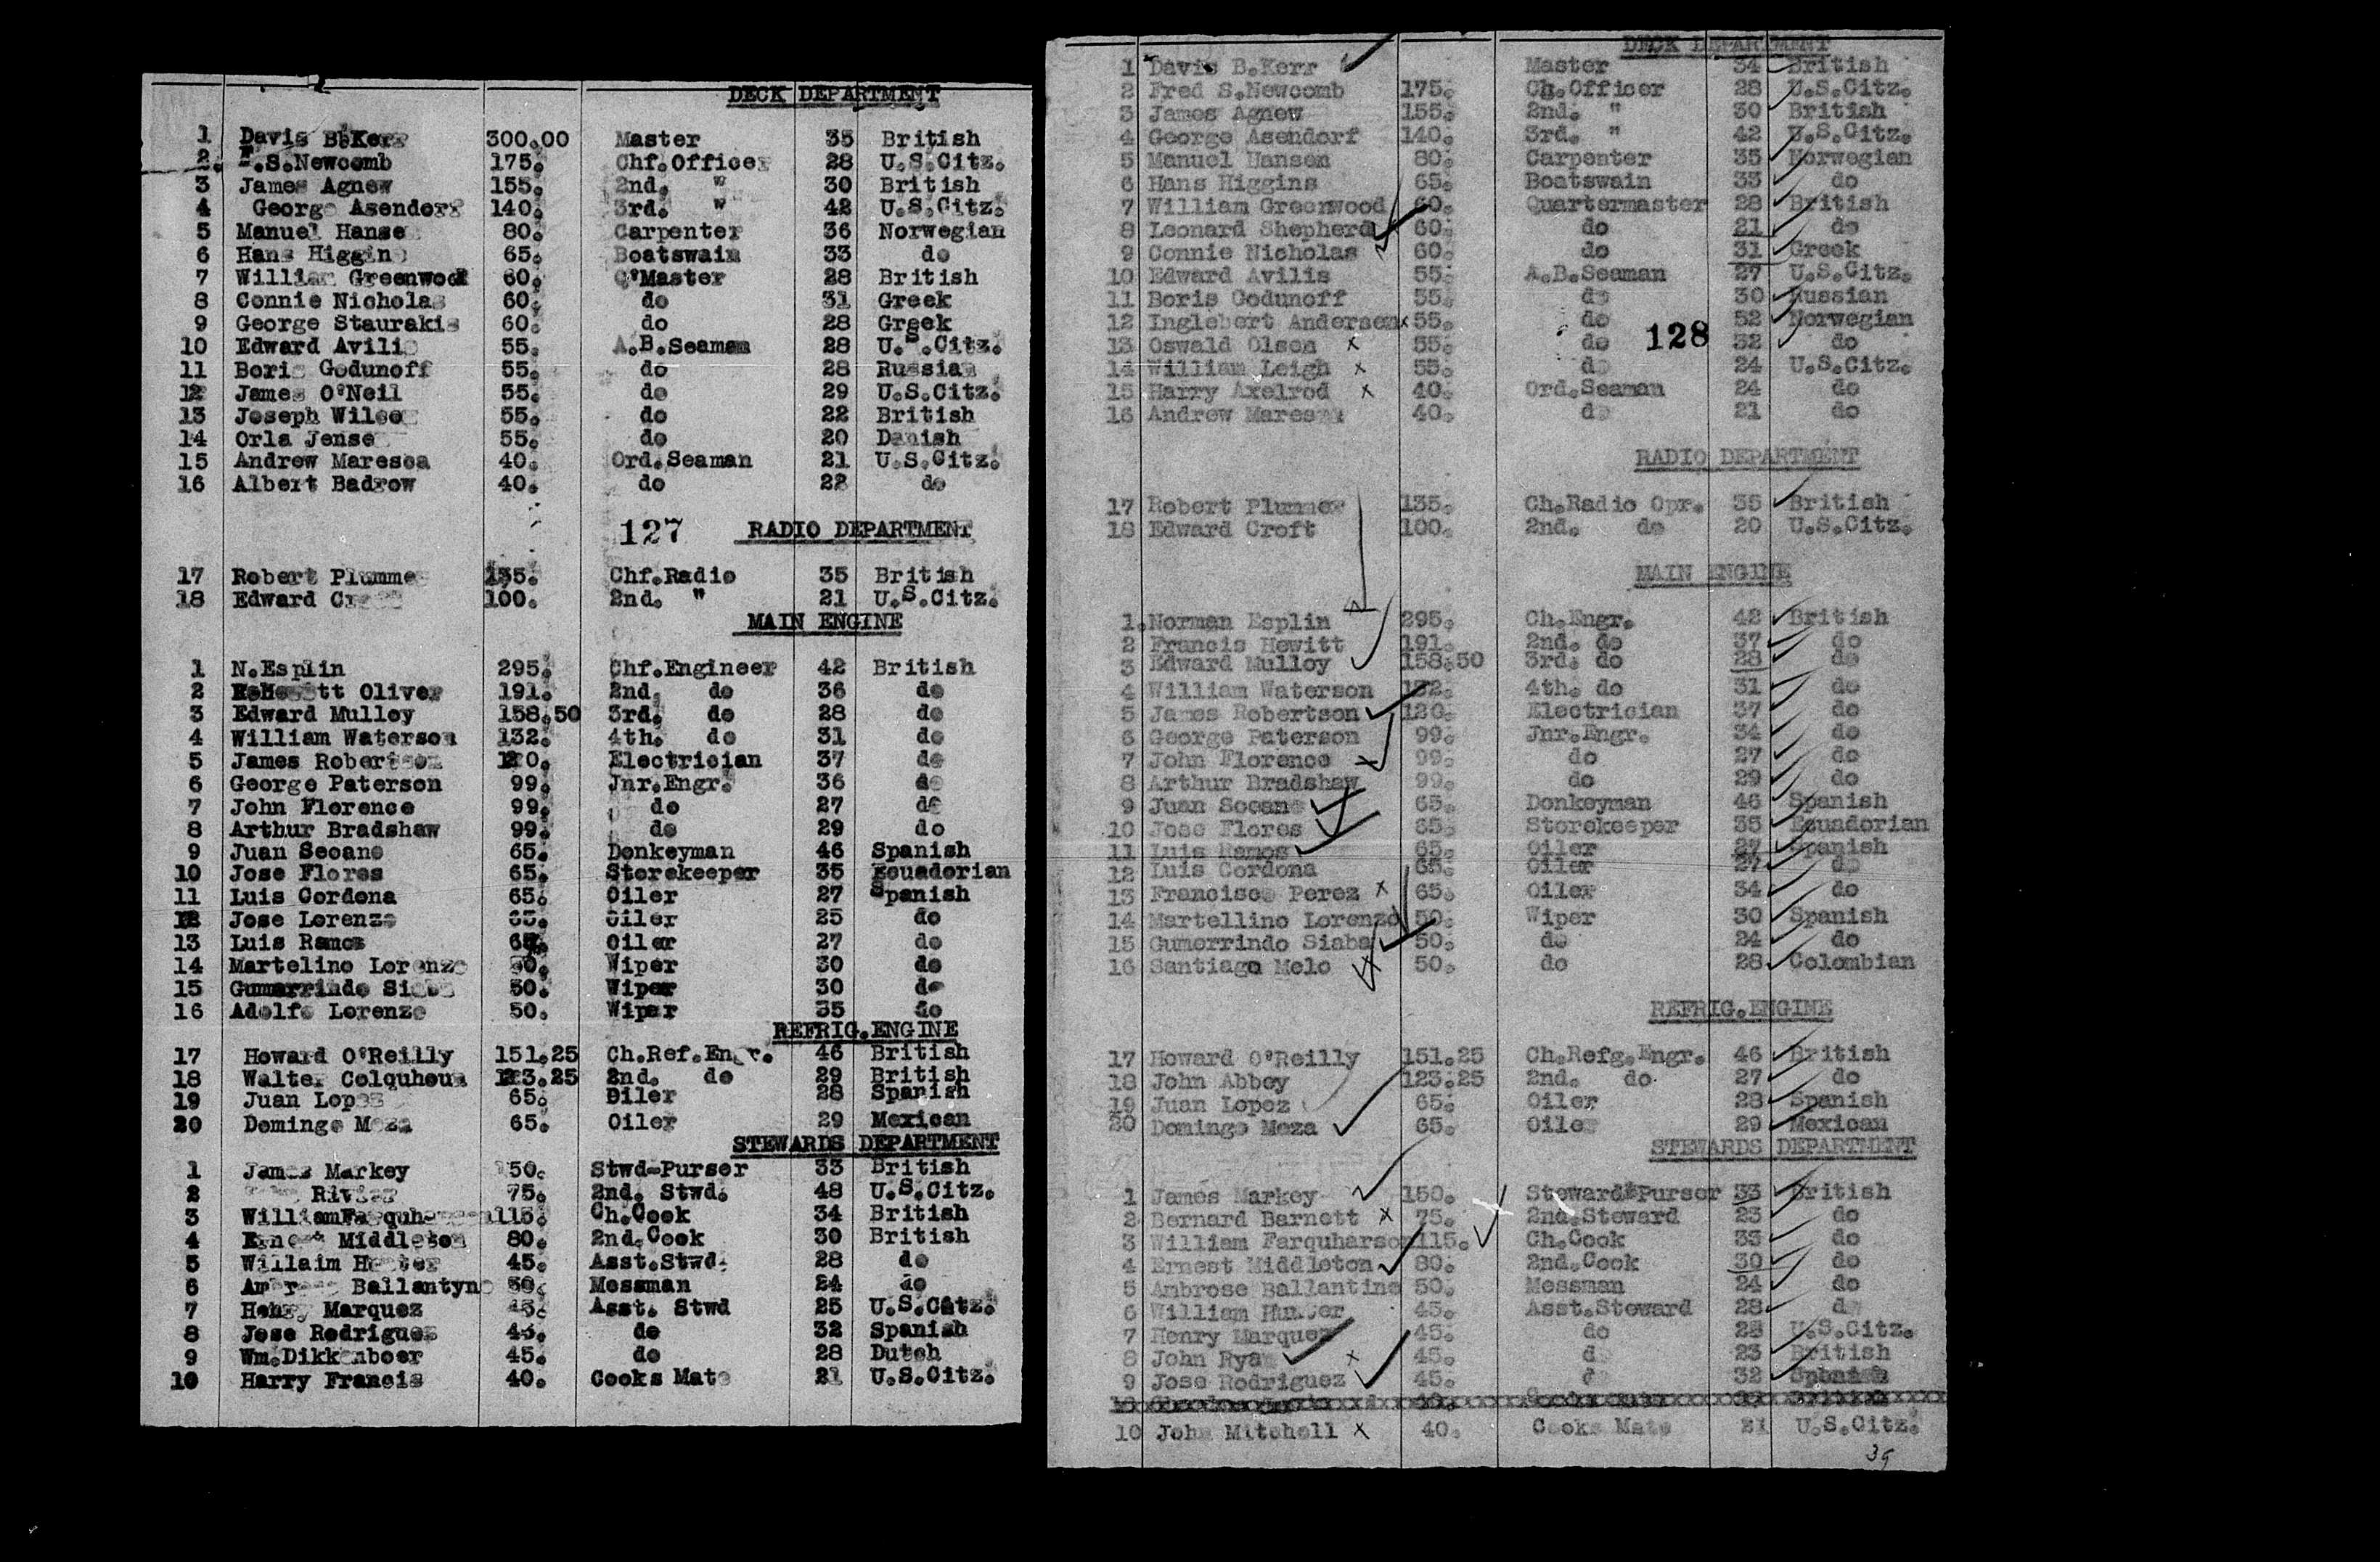 DECK DEPARTMENT
1 Davis B.Kerr 300.00 Master 35 British
2. F.S.Newcomb 175. Chf.Officer 28 U.S.Citz.
3 James Agnew 155. 2nd. " 30 British
4 George Asendorf 140. 3rd. " 42 U.S.Citz.
5 Manuel Hanse 80. Carpenter 36 Norwegian
6 Hans Higgin 65. Boatswain 33 do
7 William Greenwood 60. Q'Master 28 British
8 Connie Nicholas 60. do 31 Greek
9 George Staurakis 60. do 28 Greek
10 Edward Avili 55. A.B.Seaman 28 U.S.Citz.
11 Boris Godunoff 55. do 28 Russian
12 James O'Neil 55. do 29 U.S.Citz.
13 Joseph 55. do 22 British
14 Orla Jense 55. do 20 Danish
15 Andrew Maresca 40. Ord.Seaman 21 U.S.Citz.
16 Albert Badrow 40. do 22 do
127 RADIO DEPARTMENT
17 Robert Plumme 135. Chf.Radio 35 British
18 Edward 100. 2nd. " 21 U.S.Citz.
MAIN ENGINE
1 N.Esplin 295. Chf.Engineer 42 British
2 Oliver 191. 2nd. do 36 do
3 Edward Mulloy 158.50 3rd. do 28 do
4 William Waterson 132. 4th. do 31 do
5 James Robertson 120. Electrician 37 do
6 George Paterson 99. Jnr.Engr. 36 do
7 John Florence 99. do 27 do
8 Arthur Bradshaw 99. do 29 do
9 Juan Seoane 65. Donkeyman 46 Spanish
10 Jose Flores 65. Storekeeper 35 Ecuadorian
11 Luis Cordona 65. Oiler 27 Spanish
12 Jose Lorenzo 65. Oiler 25 do
13 Luis Ramos 65. Oiler 27 do
14 Martelino Lorenzo 50. Wiper 30 do
15 Gumarrindo 50. Wiper 30 do
16 Adolfo Lorenzo 50. Wiper 35 do
REFRIG.ENGINE
17 Howard O'Reilly 151.25 Ch.Ref.Engr. 46 British
18 Walter Colquhoun 123.25 2nd. do 29 British
19 Juan Lopez 65. Oiler 28 Spanish
20 Domingo Meza 65. Oiler 29 Mexican
STEWARDS DEPARTMENT
1 James Markey 150. Stwd-Purser 33 British
2 75. 2nd. Stwd. 48 U.S.Citz.
3 William Farquharson 115. Ch.Cook 34 British
4 Ernest Middleton 80. 2nd.Cook 30 British
5 Willaim Hunter 45. Asst.Stwd. 28 do
6 Ambrose Ballantyne 50. Messman 24 do
7 Henry Marquez 45. Asst. Stwd 25 U.S.Citz.
8 Jose Rodriguez 45. do 32 Spanish
9 Wm.Dikkenboer 45. do 28 Dutch
10 Harry Francis 40. Cooks Mate 21 U.S.Citz.
DECK DEPARTMENT
1 Davis B.Kerr Master 34 British
2 Fred S.Newcomb 175. Ch.Officer 28 U.S.Citz.
3 James Agnew 155. 2nd. " 30 British
4 George Asendorf 140. 3rd. " 42 U.S.Citz.
5 Manuel Hansen 80. Carpenter 35 Norwegian
6 Hans Higgins 65. Boatswain 33 do
7 William Greenwood 60. Quartermaster 28 British
8 Leonard Shepherd 60. do 21 do
9 Connie Nicholas 60. do 31 Greek
10 Edward Avilis 55. A.B.Seaman 27 U.S.Citz.
11 Boris Godunoff 55. do 30 Russian
12 Inglebert Andersen x 55. do 52 Norwegian
128
13 Oswald Olsen x 55. do 32 do
14 William Leigh x 55. do 24 U.S.Citz.
15 Harry Axelrod x 40. Ord.Seaman 24 do
16 Andrew Maresca 40. do 21 do
RADIO DEPARTMENT
17 Robert Plummer 135. Ch.Radio Opr. 35 British
18 Edward Croft 100. 2nd. do 20 U.S.Citz.
MAIN ENGINE
1. Norman Esplin 295. Ch.Engr. 42 British
2 Francis Hewitt 191. 2nd. do 37 do
3 Edward Mulloy 158.50 3rd. do 28 do
4 William Waterson 132. 4th. do 31 do
5 James Robertson 120. Electrician 37 do
6 George Paterson 99. Jnr.Engr. 34 do
7 John Florence 99. do 27 do
8 Arthur Bradshaw 99. do 29 do
9 Juan Seoane 65. Donkeyman 46 Spanish
10 Jose Flores 65. Storekeeper 35 Ecuadorian
11 Luis Ramos 65. Oiler 27 Spanish
12 Luis Cordona 65. Oiler 27 do
13 Francisco Perez x 65. Oiler 34 do
14 Martellino Lorenzo 50. Wiper 30 Spanish
15 Gumorrindo Siaba 50. do 24 do
16 Santiago Melo x 50. do 28 Colombian
REFRIG.ENGINE
17 Howard O'Reilly 151.25 Ch.Refg.Engr. 46 British
18 John Abbey 123.25 2nd. do 27 do
19 Juan Lopez 65. Oiler 28 Spanish
20 Domingo Meza 65. Oiler 29 Mexican
STEWARDS DEPARTMENT
1 James Markey 150. Steward-Purser 33 British
2 Bernard Barnett x 75. 2nd.Steward 23 do
3 William Farquharson 115. Ch.Cook 33 do
4 Ernest Middleton 80. 2nd.Cook 30 do
5 Ambrose Ballantine 50. Messman 24 do
6 William Hunter 45. Asst.Steward 28 do
7 Henry Marquez 45. do 28 U.S.Citz.
8 John Ryan x 45. do 23 British
9 Jose Rodriguez 45. do 32 Spanish
10 John Mitchell x 40. Cooks Mate 21 U.S.Citz.
39